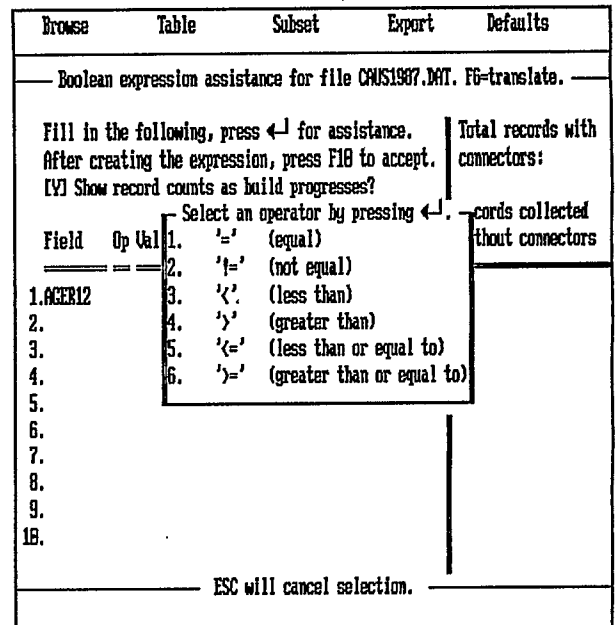 Browse Table Subset Export Defaults
Boolean expression assistance for file CAUS1987.DAT. F6=translate.
Fill in the following, press ↵ for assistance.
After creating the expression, press F10 to accept.
[Y] Show record counts as build progresses?
Total records with
connectors:
Select an operator by pressing ↵.
cords collected
thout connectors
Field Op Val
1. '=' (equal)
2. '!=' (not equal)
3. '<' (less than)
4. '>' (greater than)
5. '<=' (less than or equal to)
6. '>=' (greater than or equal to)
1.AGER12
2.
3.
4.
5.
6.
7.
8.
9.
10.
ESC will cancel selection.